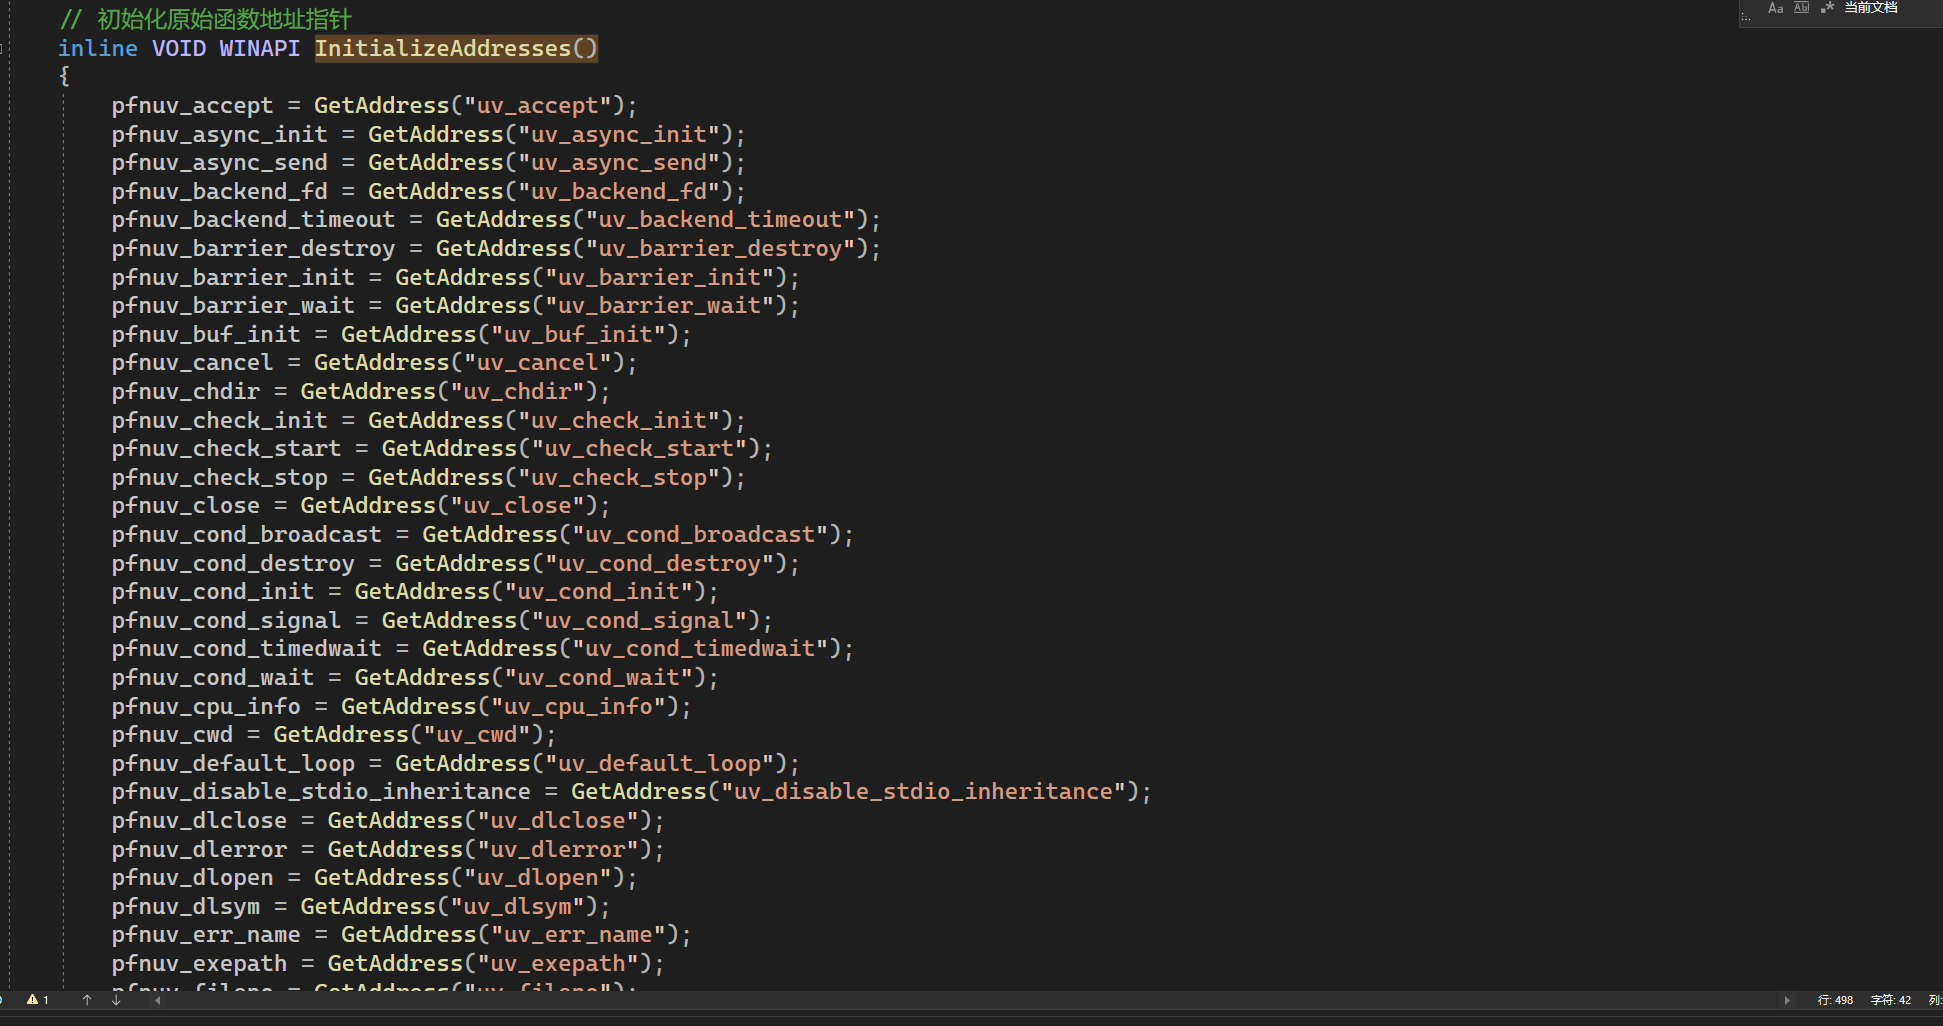 当前文档
// 初始化原始函数地址指针
inline VOID WINAPI InitializeAddresses()
{
pfnuv_accept = GetAddress("uv_accept");
pfnuv_async_init = GetAddress("uv_async_init");
pfnuv_async_send = GetAddress("uv_async_send");
pfnuv_backend_fd = GetAddress("uv_backend_fd");
pfnuv_backend_timeout = GetAddress("uv_backend_timeout");
pfnuv_barrier_destroy = GetAddress("uv_barrier_destroy");
pfnuv_barrier_init = GetAddress("uv_barrier_init");
pfnuv_barrier_wait = GetAddress("uv_barrier_wait");
pfnuv_buf_init = GetAddress("uv_buf_init");
pfnuv_cancel = GetAddress("uv_cancel");
pfnuv_chdir = GetAddress("uv_chdir");
pfnuv_check_init = GetAddress("uv_check_init");
pfnuv_check_start = GetAddress("uv_check_start");
pfnuv_check_stop = GetAddress("uv_check_stop");
pfnuv_close = GetAddress("uv_close");
pfnuv_cond_broadcast = GetAddress("uv_cond_broadcast");
pfnuv_cond_destroy = GetAddress("uv_cond_destroy");
pfnuv_cond_init = GetAddress("uv_cond_init");
pfnuv_cond_signal = GetAddress("uv_cond_signal");
pfnuv_cond_timedwait = GetAddress("uv_cond_timedwait");
pfnuv_cond_wait = GetAddress("uv_cond_wait");
pfnuv_cpu_info = GetAddress("uv_cpu_info");
pfnuv_cwd = GetAddress("uv_cwd");
pfnuv_default_loop = GetAddress("uv_default_loop");
pfnuv_disable_stdio_inheritance = GetAddress("uv_disable_stdio_inheritance");
pfnuv_dlclose = GetAddress("uv_dlclose");
pfnuv_dlerror = GetAddress("uv_dlerror");
pfnuv_dlopen = GetAddress("uv_dlopen");
pfnuv_dlsym = GetAddress("uv_dlsym");
pfnuv_err_name = GetAddress("uv_err_name");
pfnuv_exepath = GetAddress("uv_exepath");
pfnuv_fileno = GetAddress("uv_fileno");
1 行: 498 字符: 42 列: